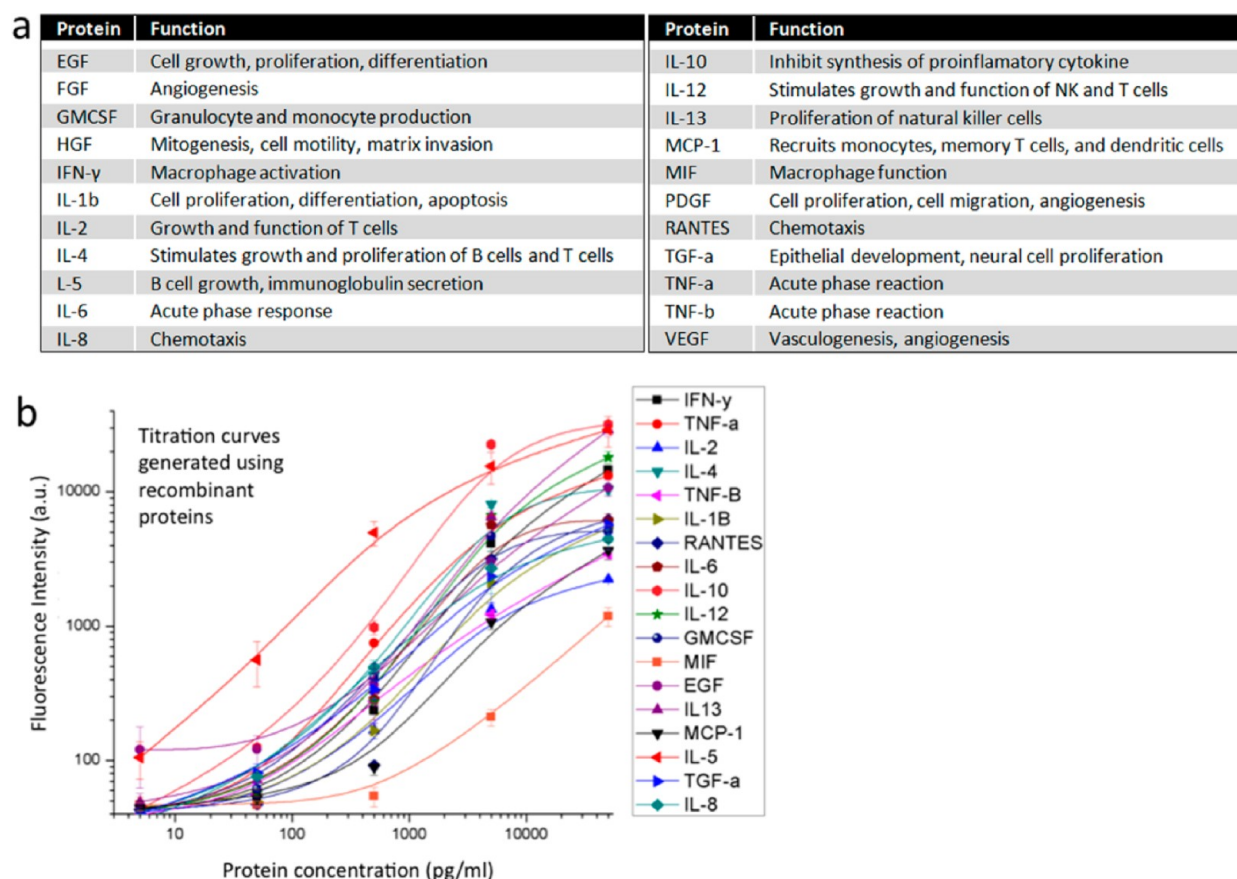 a
Protein Function
EGF Cell growth, proliferation, differentiation
FGF Angiogenesis
GMCSF Granulocyte and monocyte production
HGF Mitogenesis, cell motility, matrix invasion
IFN-γ Macrophage activation
IL-1b Cell proliferation, differentiation, apoptosis
IL-2 Growth and function of T cells
IL-4 Stimulates growth and proliferation of B cells and T cells
L-5 B cell growth, immunoglobulin secretion
IL-6 Acute phase response
IL-8 Chemotaxis
Protein Function
IL-10 Inhibit synthesis of proinflamatory cytokine
IL-12 Stimulates growth and function of NK and T cells
IL-13 Proliferation of natural killer cells
MCP-1 Recruits monocytes, memory T cells, and dendritic cells
MIF Macrophage function
PDGF Cell proliferation, cell migration, angiogenesis
RANTES Chemotaxis
TGF-a Epithelial development, neural cell proliferation
TNF-a Acute phase reaction
TNF-b Acute phase reaction
VEGF Vasculogenesis, angiogenesis
b
Titration curves
generated using
recombinant
proteins
Fluorescence Intensity (a.u.)
10000
1000
100
10 100 1000 10000
Protein concentration (pg/ml)
IFN-y
TNF-a
IL-2
IL-4
TNF-B
IL-1B
RANTES
IL-6
IL-10
IL-12
GMCSF
MIF
EGF
IL13
MCP-1
IL-5
TGF-a
IL-8